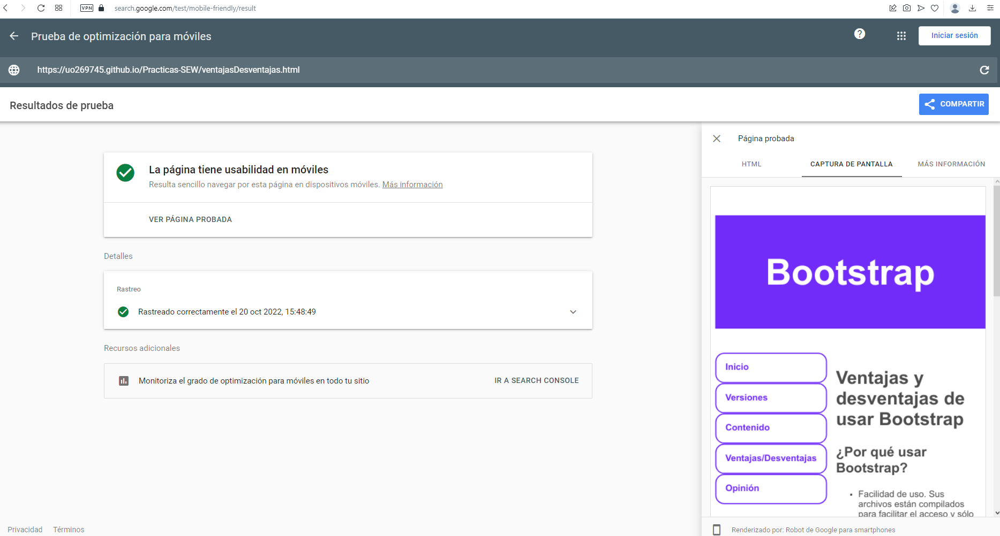 VPN search.google.com/test/mobile-friendly/result
Prueba de optimización para móviles
? Iniciar sesión
https://uo269745.github.io/Practicas-SEW/ventajasDesventajas.html
Resultados de prueba
COMPARTIR
La página tiene usabilidad en móviles
Resulta sencillo navegar por esta página en dispositivos móviles. Más información
VER PÁGINA PROBADA
Detalles
Rastreo
Rastreado correctamente el 20 oct 2022, 15:48:49
Recursos adicionales
Monitoriza el grado de optimización para móviles en todo tu sitio IR A SEARCH CONSOLE
Privacidad Términos
Página probada
HTML CAPTURA DE PANTALLA MÁS INFORMACIÓN
Bootstrap
Inicio
Versiones
Contenido
Ventajas/Desventajas
Opinión
Ventajas y
desventajas de
usar Bootstrap
¿Por qué usar
Bootstrap?
• Facilidad de uso. Sus
archivos están compilados
para facilitar el acceso y sólo
Renderizado por: Robot de Google para smartphones